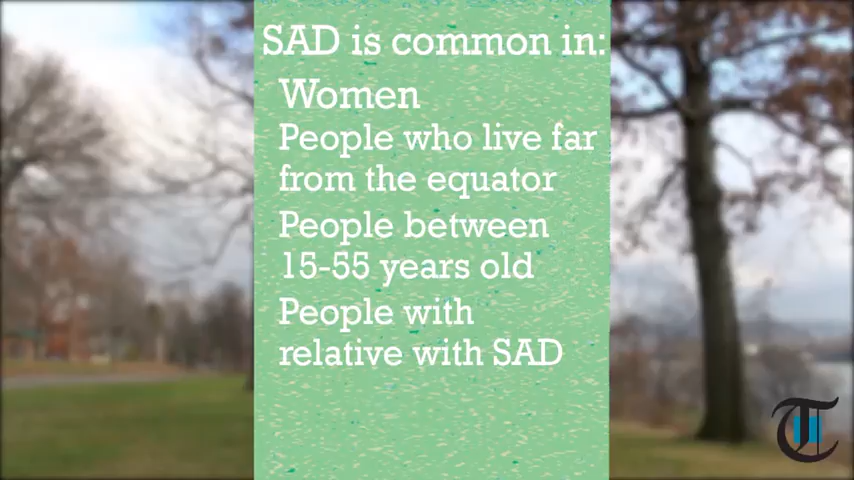 SAD is common in:
Women
People who live far
from the equator
People between
15-55 years old
People with
relative with SAD
T